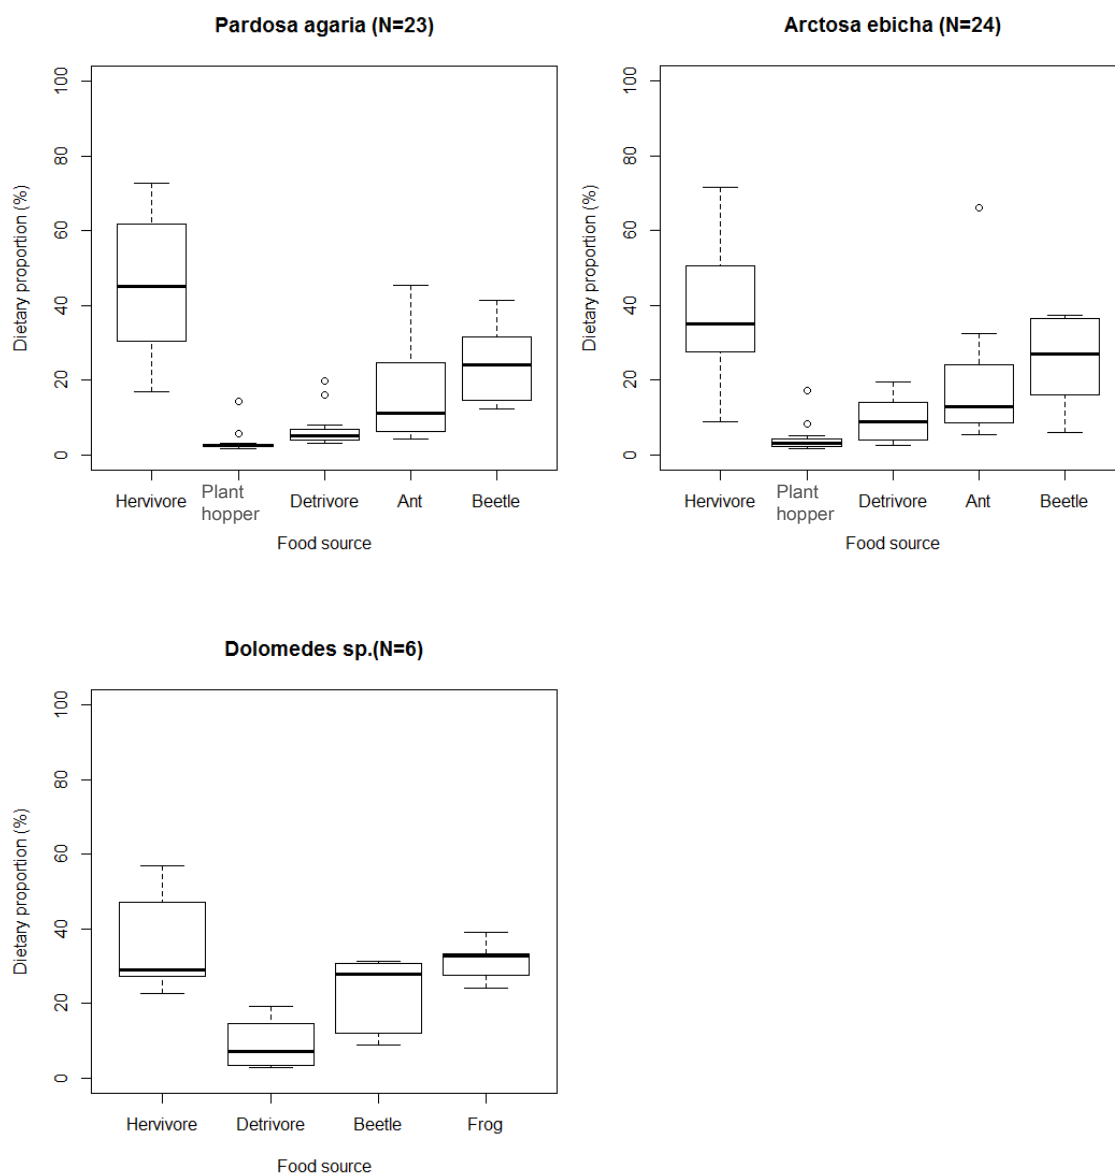 Pardosa agaria (N=23)
Dietary proportion (%)
100
80
60
40
20
0
Hervivore
Plant
hopper
Detrivore
Ant
Beetle
Food source
Arctosa ebicha (N=24)
Dietary proportion (%)
100
80
60
40
20
0
Hervivore
Plant
hopper
Detrivore
Ant
Beetle
Food source
Dolomedes sp.(N=6)
Dietary proportion (%)
100
80
60
40
20
0
Hervivore
Detrivore
Beetle
Frog
Food source